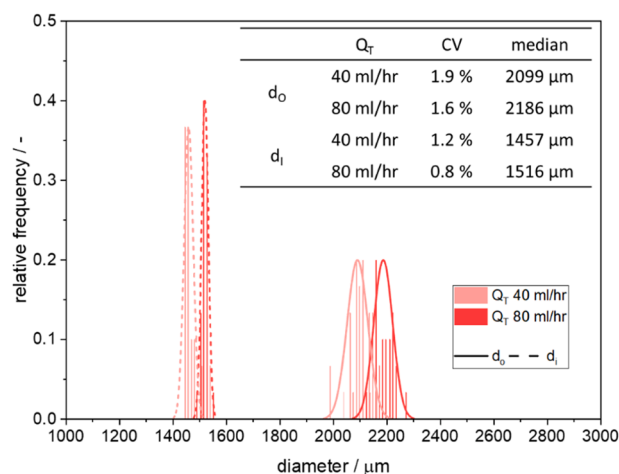 0.5
0.4
0.3
0.2
0.1
0.0
relative frequency / -
Q_T CV median
d_O
40 ml/hr 1.9 % 2099 µm
80 ml/hr 1.6 % 2186 µm
d_I
40 ml/hr 1.2 % 1457 µm
80 ml/hr 0.8 % 1516 µm
Q_T 40 ml/hr
Q_T 80 ml/hr
d_o d_i
1000 1200 1400 1600 1800 2000 2200 2400 2600 2800 3000
diameter / µm